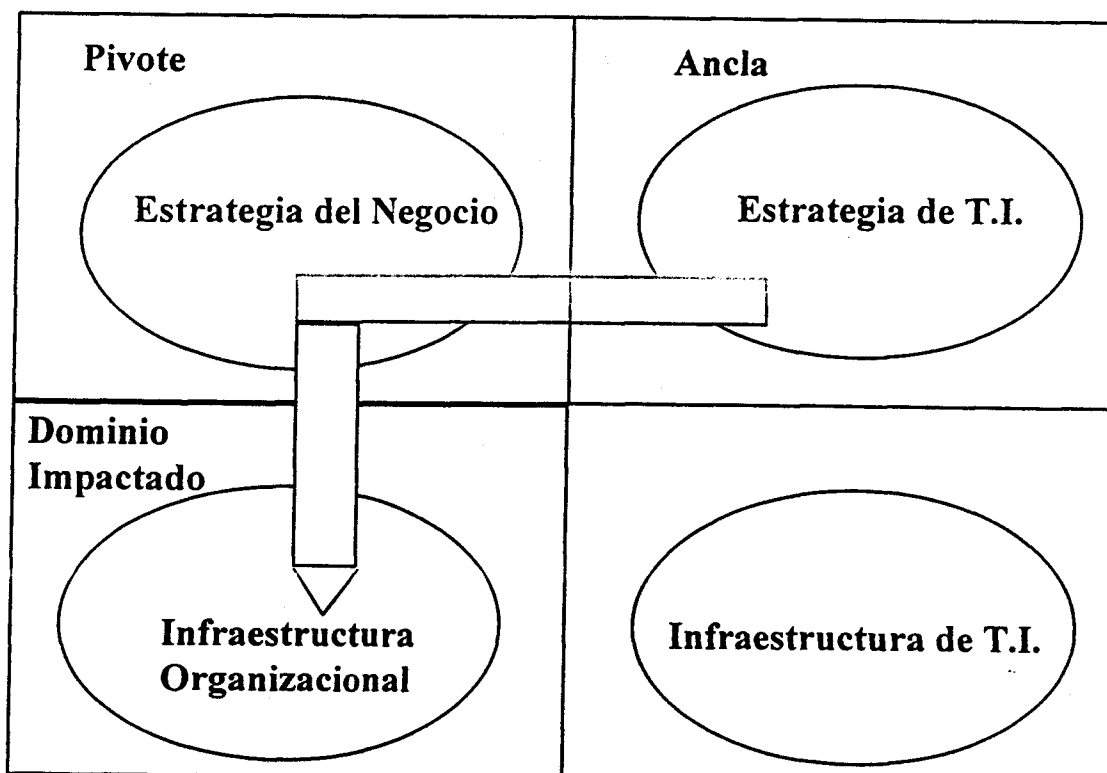 Pivote
Ancla
Estrategia del Negocio
Estrategia de T.I.
Dominio
Impactado
Infraestructura
Organizacional
Infraestructura de T.I.